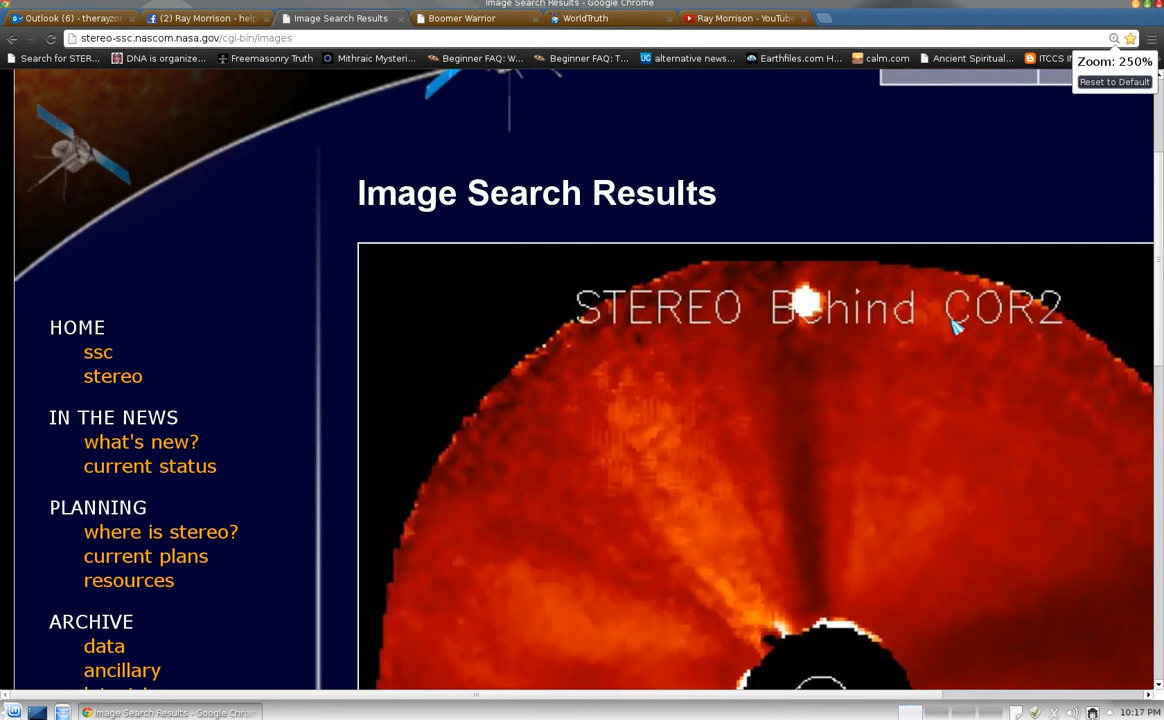 Image Search Results - Google Chrome
Outlook (6) - therayzor
(2) Ray Morrison - help
Image Search Results
Boomer Warrior
WorldTruth
Ray Morrison - YouTube
stereo-ssc.nascom.nasa.gov/cgi-bin/images
Search for STER...
DNA is organize...
Freemasonry Truth
Mithraic Mysteri...
Beginner FAQ: W...
Beginner FAQ: T...
UC alternative news...
Earthfiles.com H...
calm.com
Ancient Spiritual...
ITCCS
Zoom: 250%
Reset to Default
Image Search Results
STEREO Behind COR2
HOME
ssc
stereo
IN THE NEWS
what's new?
current status
PLANNING
where is stereo?
current plans
resources
ARCHIVE
data
ancillary
Image Search Results - Google Chrom
10:17 PM